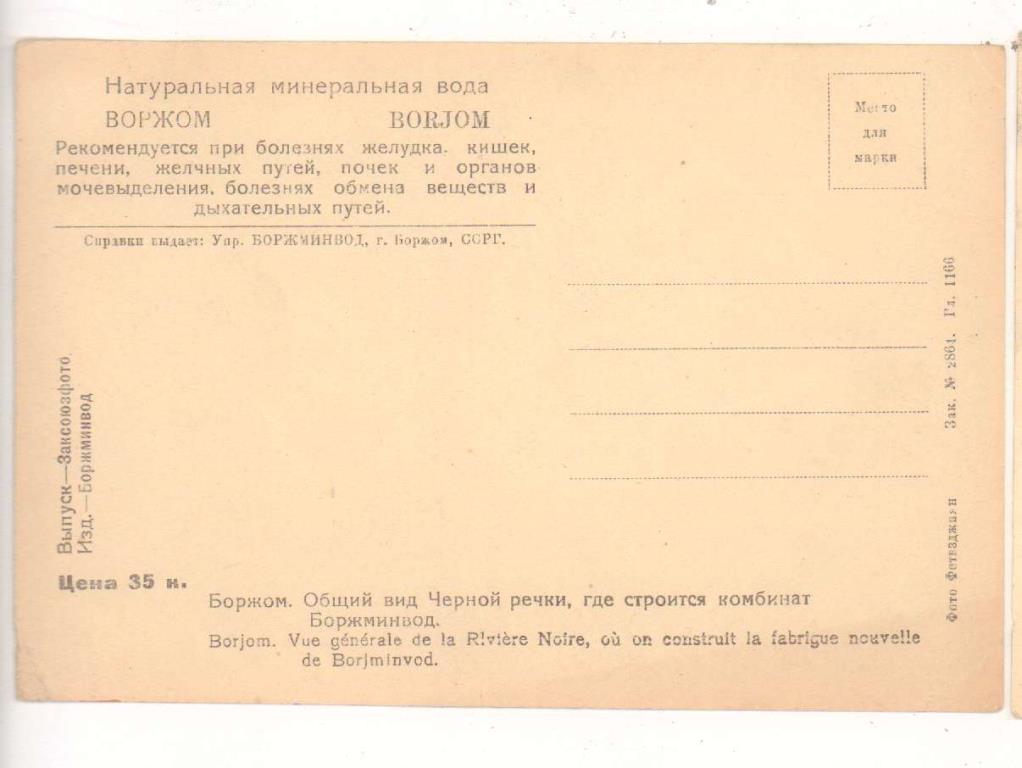 Натуральная минеральная вода
БОРЖОМ BORJOM
Рекомендуется при болезнях желудка, кишек,
печени, желчных путей, почек и органов
мочевыделения, болезнях обмена веществ и
дыхательных путей.
Справки выдает: Упр. БОРЖМИНВОД, г. Боржом, ССРГ.
Место
для
марки
Выпуск—Заксоюзфото
Изд.—Боржминвод
Цена 35 к.
Зак. № 2864. Гл. 1166
Фото Фетваджаян
Боржом. Общий вид Черной речки, где строится комбинат
Боржминвод.
Borjom. Vue générale de la Rivière Noire, où on construit la fabrigue nouvelle
de Borjminvod.